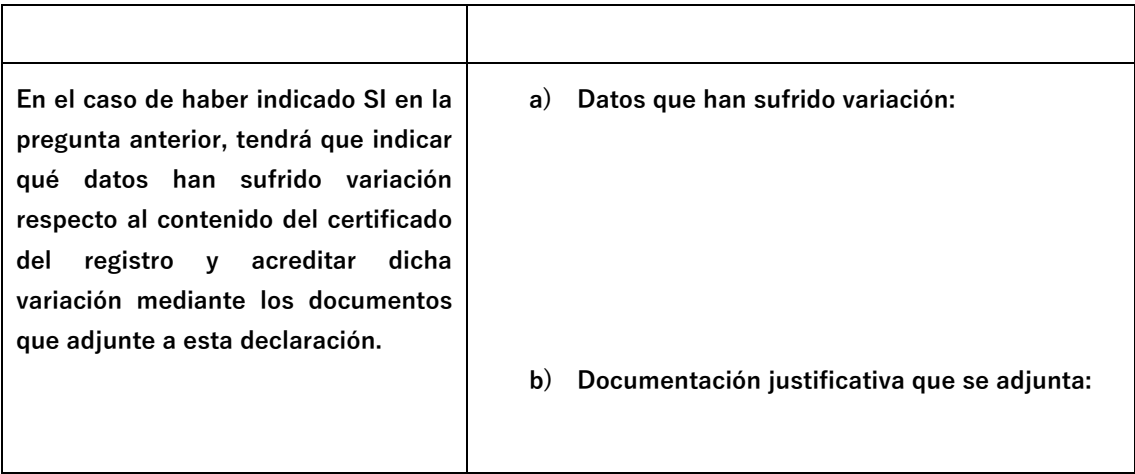 En el caso de haber indicado SI en la
pregunta anterior, tendrá que indicar
qué datos han sufrido variación
respecto al contenido del certificado
del registro y acreditar dicha
variación mediante los documentos
que adjunte a esta declaración.
a) Datos que han sufrido variación:
b) Documentación justificativa que se adjunta: